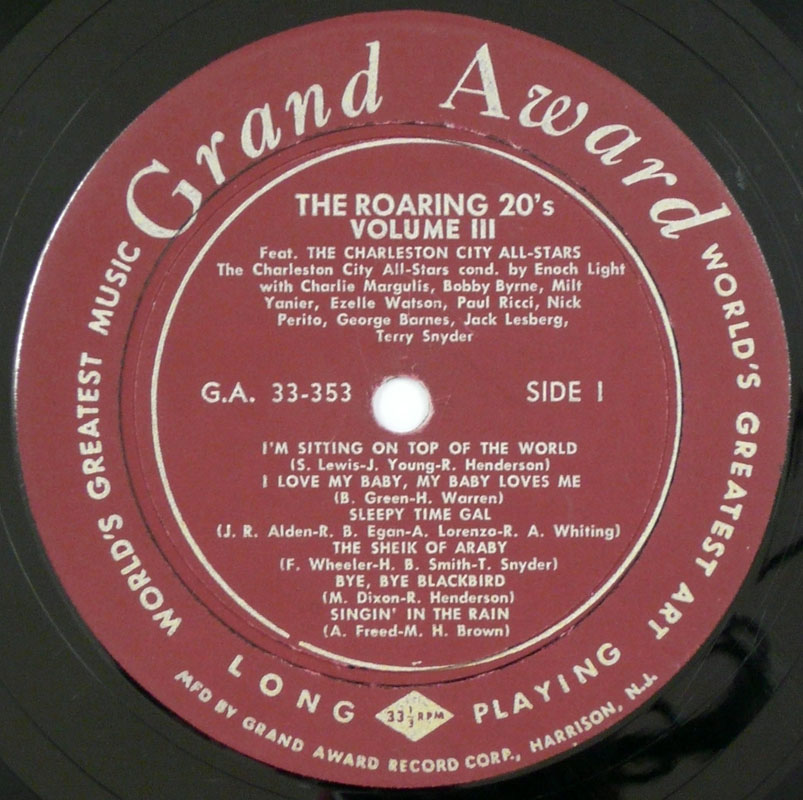 Grand Award
WORLD'S GREATEST MUSIC
WORLD'S GREATEST ART
THE ROARING 20's
VOLUME III
Feat. THE CHARLESTON CITY ALL-STARS
The Charleston City All-Stars cond. by Enoch Light
with Charlie Margulis, Bobby Byrne, Milt
Yanier, Ezelle Watson, Paul Ricci, Nick
Perito, George Barnes, Jack Lesberg,
Terry Snyder
G.A. 33-353
SIDE I
I'M SITTING ON TOP OF THE WORLD
(S. Lewis-J. Young-R. Henderson)
I LOVE MY BABY, MY BABY LOVES ME
(B. Green-H. Warren)
SLEEPY TIME GAL
(J. R. Alden-R. B. Egan-A. Lorenzo-R. A. Whiting)
THE SHEIK OF ARABY
(F. Wheeler-H. B. Smith-T. Snyder)
BYE, BYE BLACKBIRD
(M. Dixon-R. Henderson)
SINGIN' IN THE RAIN
(A. Freed-M. H. Brown)
LONG PLAYING
33 1/3 RPM
MFD BY GRAND AWARD RECORD CORP., HARRISON, N.J.